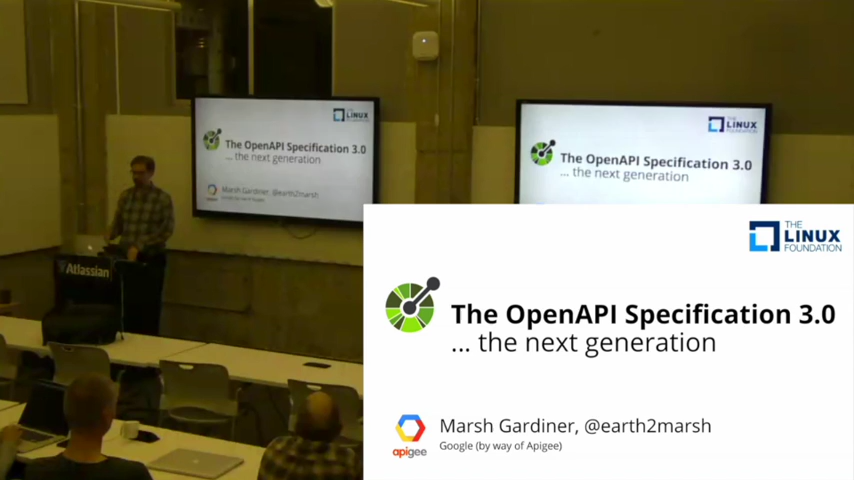 THE
LINUX
FOUNDATION
The OpenAPI Specification 3.0
... the next generation
Marsh Gardiner, @earth2marsh
LINUX
The OpenAPI Specification 3.0
... the next generation
Atlassian
THE
LINUX
FOUNDATION
The OpenAPI Specification 3.0
... the next generation
Marsh Gardiner, @earth2marsh
Google (by way of Apigee)
apigee